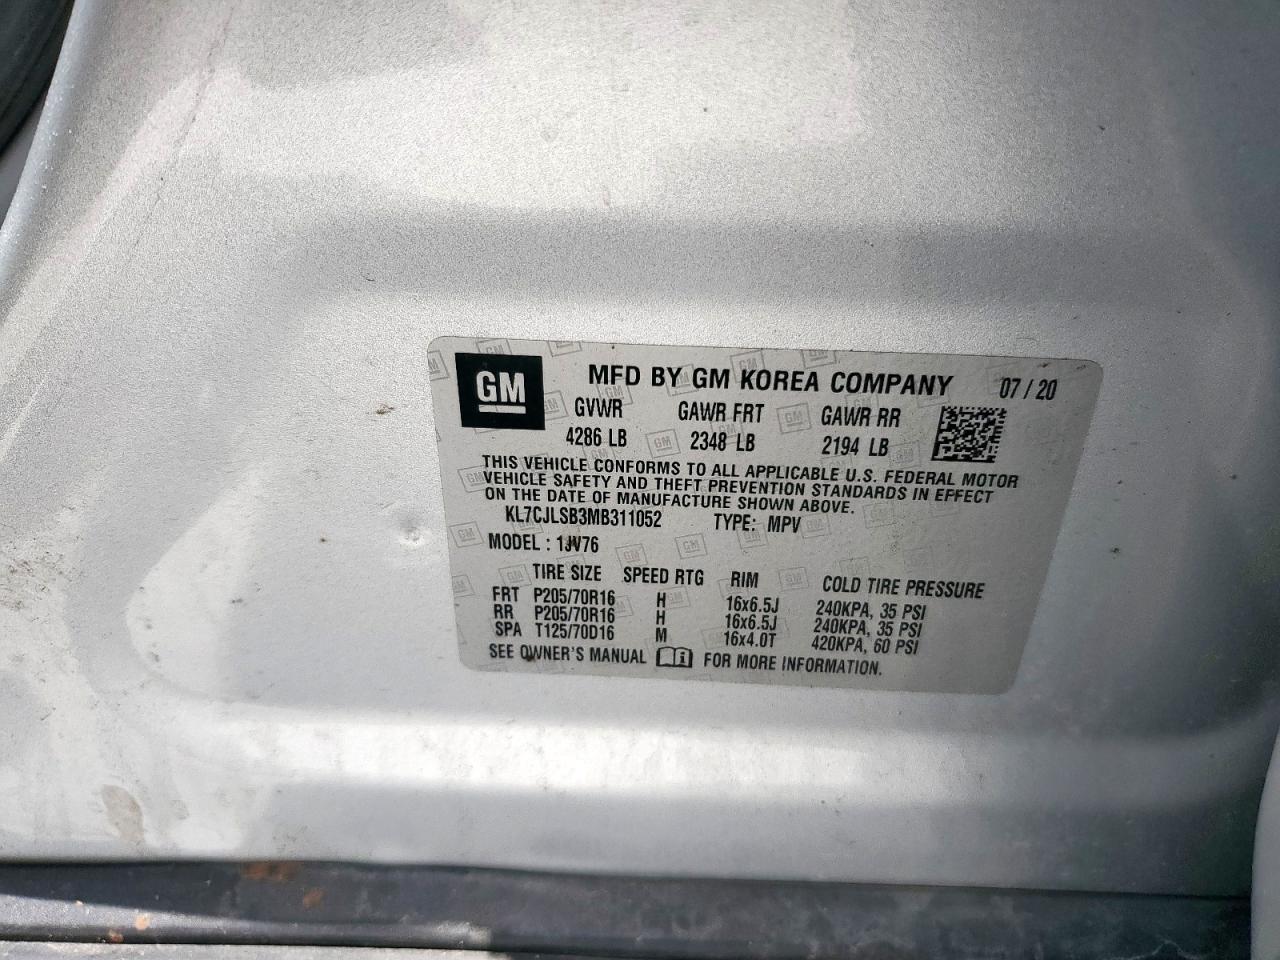 GM MFD BY GM KOREA COMPANY 07 / 20
GVWR GAWR FRT GAWR RR
4286 LB 2348 LB 2194 LB
THIS VEHICLE CONFORMS TO ALL APPLICABLE U.S. FEDERAL MOTOR
VEHICLE SAFETY AND THEFT PREVENTION STANDARDS IN EFFECT
ON THE DATE OF MANUFACTURE SHOWN ABOVE.
KL7CJLSB3MB311052 TYPE: MPV
MODEL : 1JV76
TIRE SIZE SPEED RTG RIM COLD TIRE PRESSURE
FRT P205/70R16 H 16x6.5J 240KPA, 35 PSI
RR P205/70R16 H 16x6.5J 240KPA, 35 PSI
SPA T125/70D16 M 16x4.0T 420KPA, 60 PSI
SEE OWNER'S MANUAL FOR MORE INFORMATION.